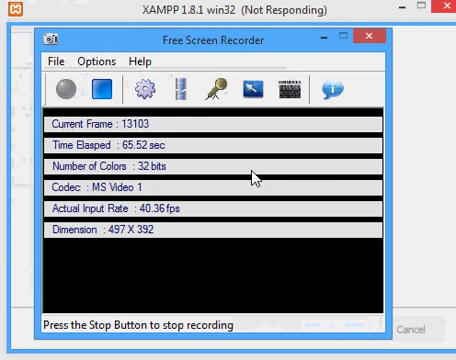 XAMPP 1.8.1 win32 (Not Responding)
Free Screen Recorder
File Options Help
Current Frame : 13103
Time Elasped : 65.52 sec
Number of Colors : 32 bits
Codec : MS Video 1
Actual Input Rate : 40.36 fps
Dimension : 497 X 392
Press the Stop Button to stop recording
Cancel